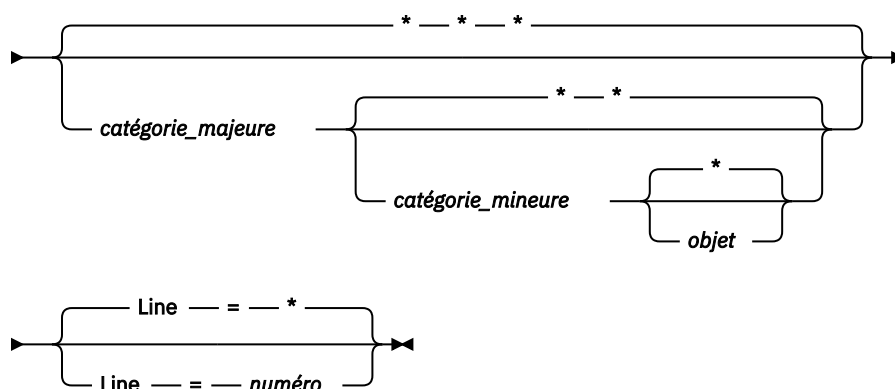 * * *
* *
catégorie_majeure
*
catégorie_mineure
objet
Line = *
Line = numéro